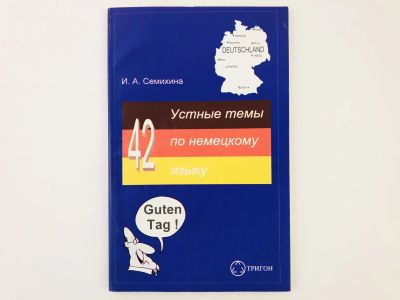 DEUTSCHLAND
И. А. Семихина
42
Устные темы
по немецкому
языку
Guten
Tag !
ТРИГОН